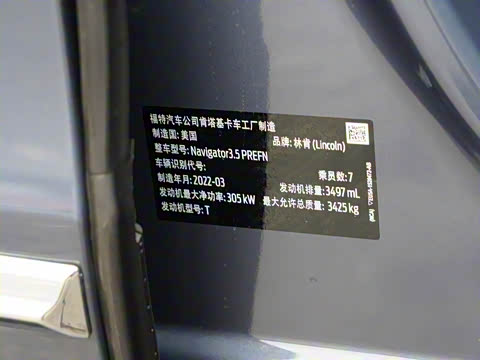 福特汽车公司肯塔基卡车工厂制造
制造国: 美国 品牌: 林肯 (Lincoln)
整车型号: Navigator3.5 PREFN
车辆识别代号: 乘员数: 7
制造年月: 2022-03 发动机排量: 3497 mL
发动机最大净功率: 305 kW 最大允许总质量: 3425 kg
发动机型号: T